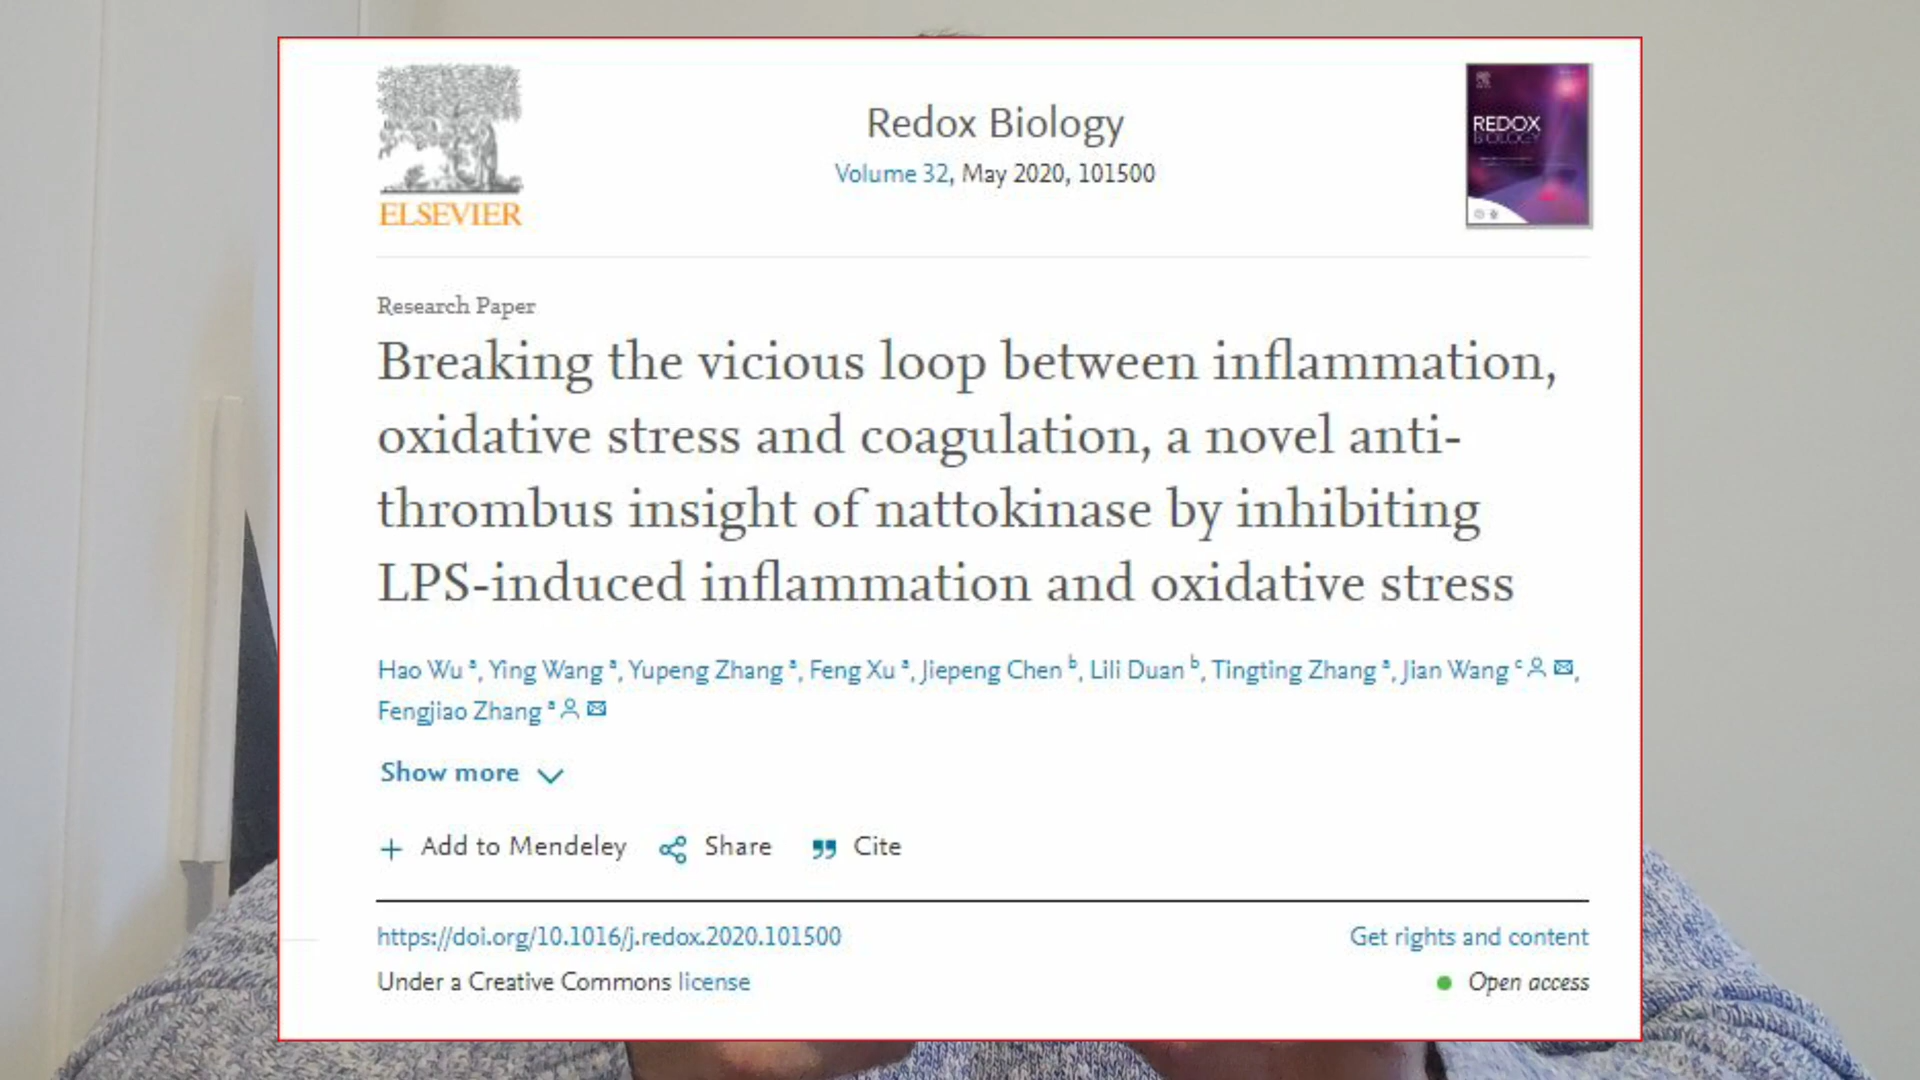 ELSEVIER
Redox Biology
Volume 32, May 2020, 101500
REDOX
BIOLOGY
Research Paper
Breaking the vicious loop between inflammation,
oxidative stress and coagulation, a novel anti-
thrombus insight of nattokinase by inhibiting
LPS-induced inflammation and oxidative stress
Hao Wu a, Ying Wang a, Yupeng Zhang a, Feng Xu a, Jiepeng Chen b, Lili Duan b, Tingting Zhang a, Jian Wang c,
Fengjiao Zhang a
Show more
+ Add to Mendeley Share Cite
https://doi.org/10.1016/j.redox.2020.101500
Get rights and content
Under a Creative Commons license
Open access